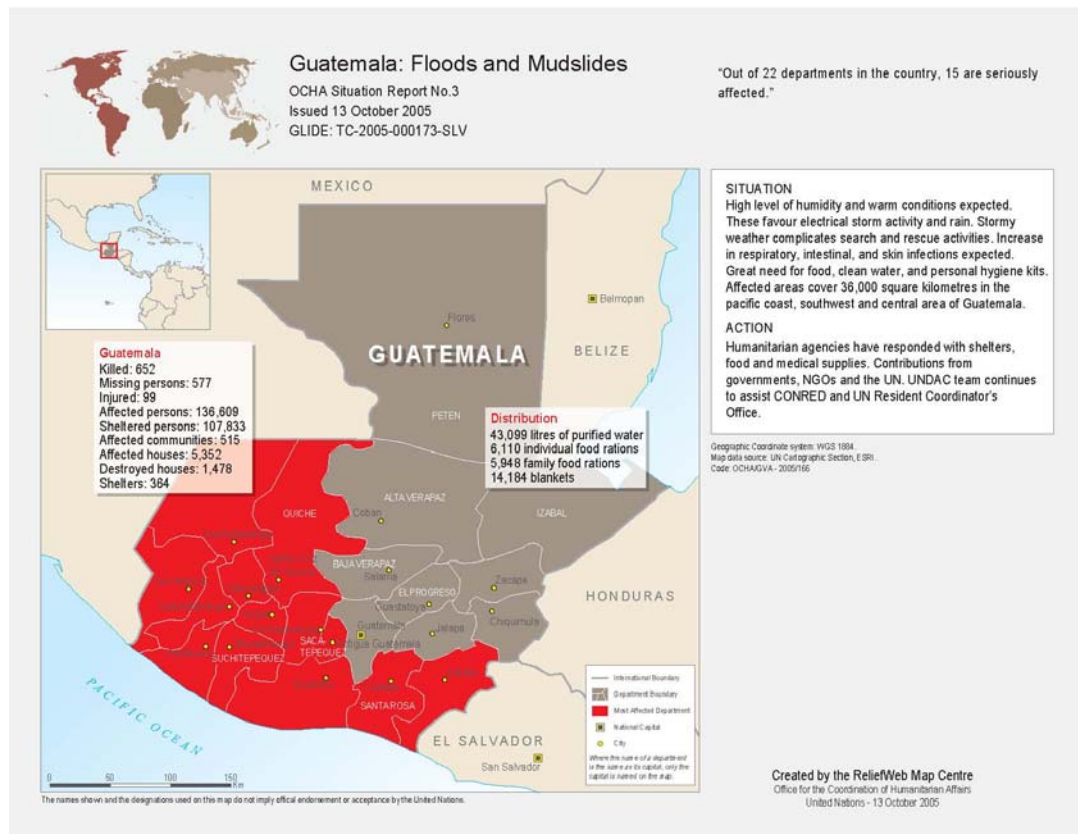 Guatemala: Floods and Mudslides
OCHA Situation Report No.3
Issued 13 October 2005
GLIDE: TC-2005-000173-SLV
"Out of 22 departments in the country, 15 are seriously
affected."
MEXICO
Belmopan
Flores
GUATEMALA
BELIZE
PETEN
Guatemala
Killed: 652
Missing persons: 577
Injured: 99
Affected persons: 136,609
Sheltered persons: 107,833
Affected communities: 515
Affected houses: 5,352
Destroyed houses: 1,478
Shelters: 364
Distribution
43,099 litres of purified water
6,110 individual food rations
5,948 family food rations
14,184 blankets
SITUATION
High level of humidity and warm conditions expected.
These favour electrical storm activity and rain. Stormy
weather complicates search and rescue activities. Increase
in respiratory, intestinal, and skin infections expected.
Great need for food, clean water, and personal hygiene kits.
Affected areas cover 36,000 square kilometres in the
pacific coast, southwest and central area of Guatemala.
ACTION
Humanitarian agencies have responded with shelters,
food and medical supplies. Contributions from
governments, NGOs and the UN. UNDAC team continues
to assist CONRED and UN Resident Coordinator's
Office.
Geographic Coordinate system: WGS 1984.
Map data source: UN Cartographic Section, ESRI.
Code: OCHA/GVA - 2005/166
QUICHE
ALTA VERAPAZ
Coban
IZABAL
BAJA VERAPAZ
Salama
EL PROGRESO
Zacapa
Guastatoya
Chiquimula
HONDURAS
Guatemala
Jalapa
SACA-
TEPEQUEZ
Antigua Guatemala
SUCHITEPEQUEZ
SANTA ROSA
PACIFIC OCEAN
EL SALVADOR
San Salvador
International Boundary
Department Boundary
Most Affected Department
National Capital
City
Where the name of a department
is the same as its capital, only the
capital is named on the map.
0 50 100 150
Km
The names shown and the designations used on this map do not imply offical endorsement or acceptance by the United Nations.
Created by the ReliefWeb Map Centre
Office for the Coordination of Humanitarian Affairs
United Nations - 13 October 2005